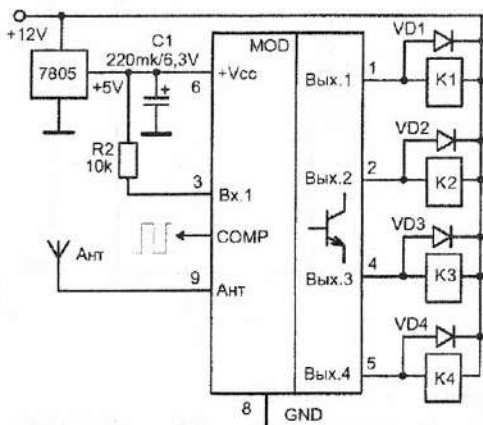 +12V
7805
+5V
C1
220mk/6,3V
+
R2
10k
6
+Vcc
3
Вх.1
COMP
Ант
9
Ант
8
GND
MOD
Вых.1
1
VD1
K1
Вых.2
2
VD2
K2
Вых.3
4
VD3
K3
Вых.4
5
VD4
K4